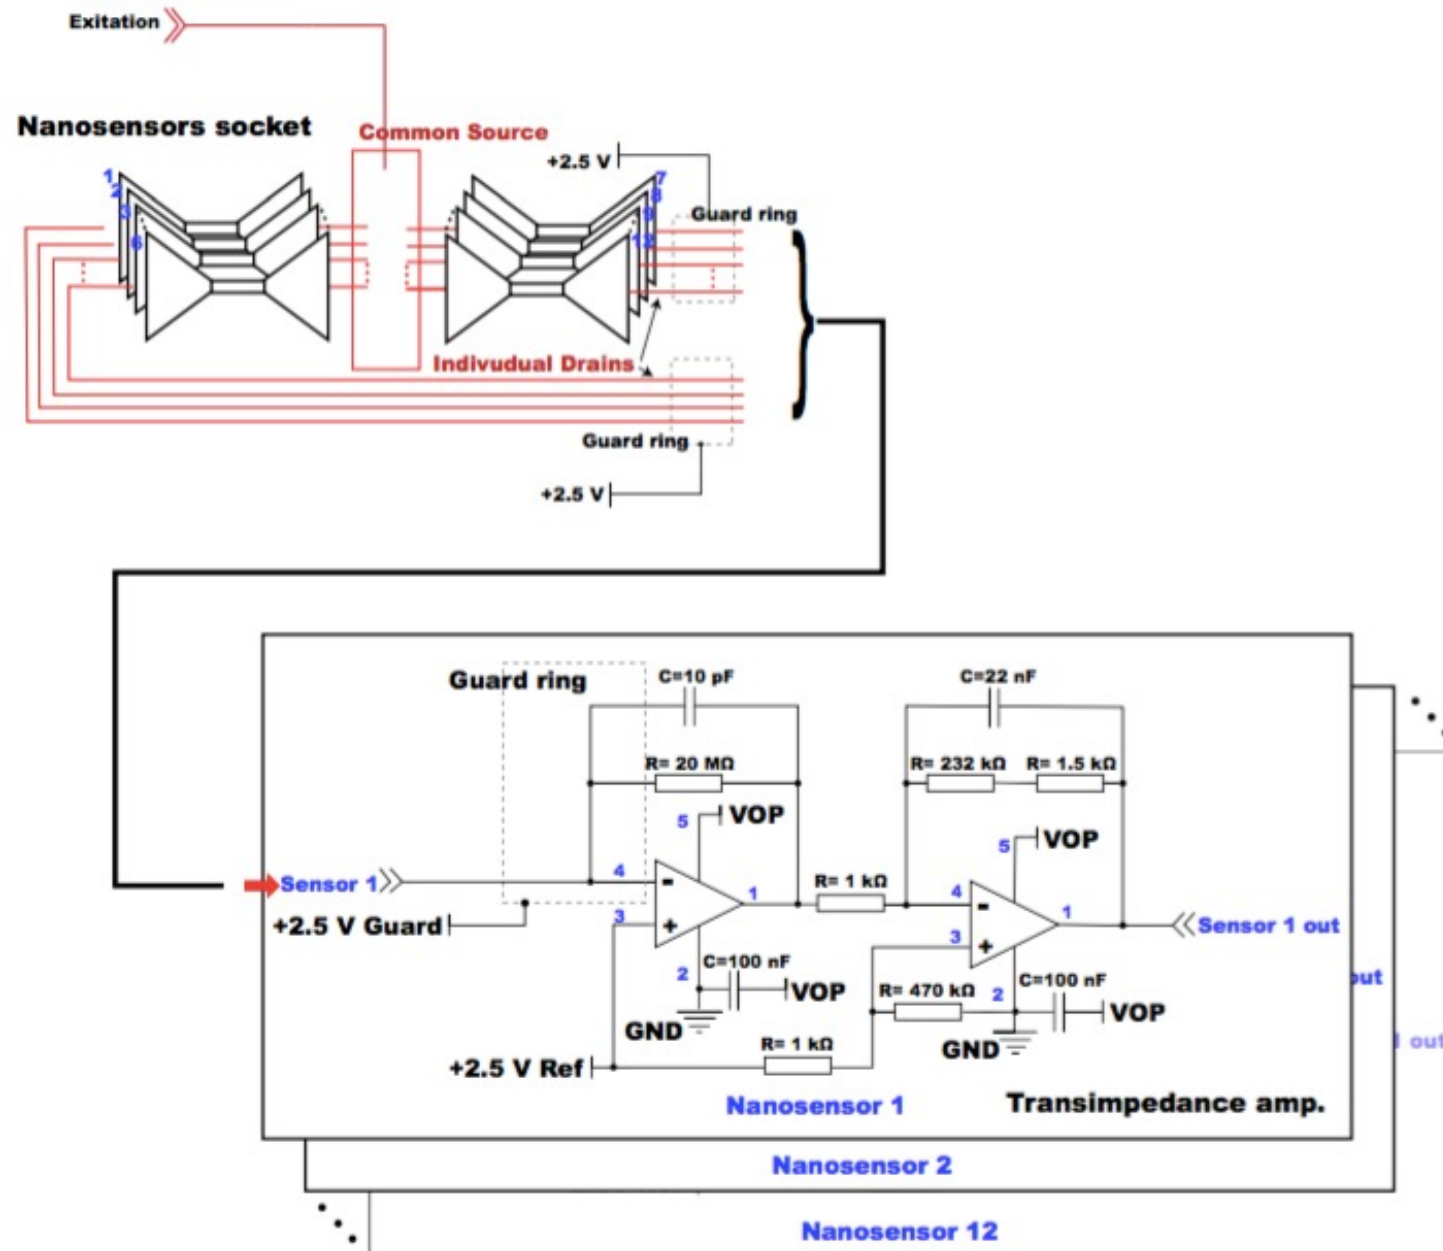 Exitation
Nanosensors socket
Common Source
+2.5 V
1
2
3
6
7
8
9
12
Guard ring
Indivudual Drains
Guard ring
+2.5 V
Guard ring
C=10 pF
C=22 nF
R= 20 MΩ
R= 232 kΩ
R= 1.5 kΩ
5
VOP
5
VOP
4
Sensor 1
1
R= 1 kΩ
4
1
+2.5 V Guard
3
3
Sensor 1 out
2
C=100 nF
VOP
GND
R= 470 kΩ
2
C=100 nF
VOP
GND
out
1 out
R= 1 kΩ
+2.5 V Ref
Nanosensor 1
Transimpedance amp.
Nanosensor 2
Nanosensor 12